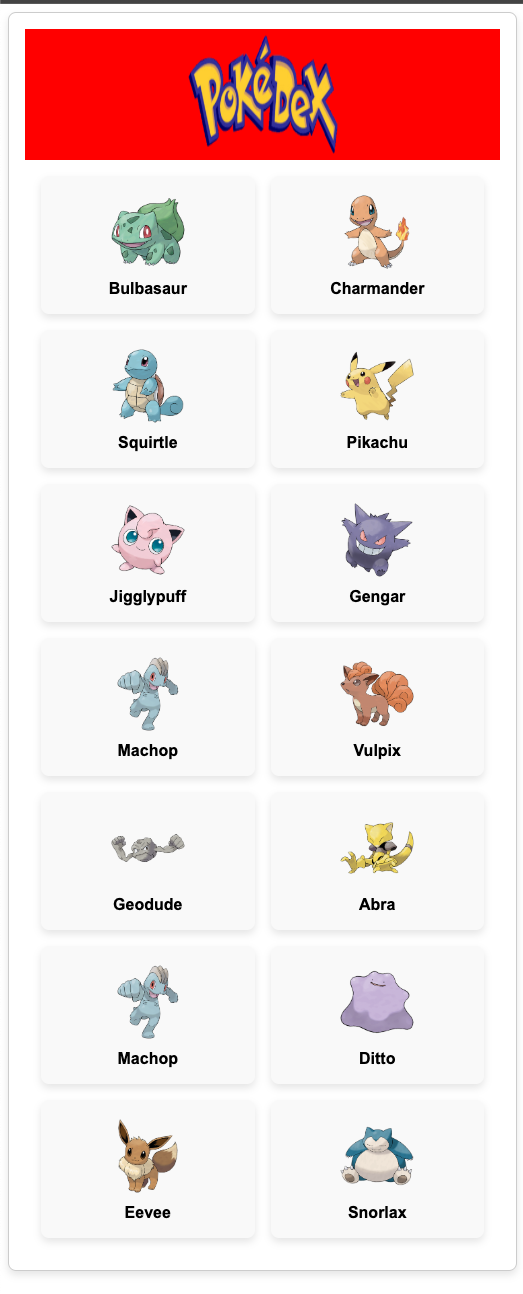 PokéDex
Bulbasaur
Charmander
Squirtle
Pikachu
Jigglypuff
Gengar
Machop
Vulpix
Geodude
Abra
Machop
Ditto
Eevee
Snorlax